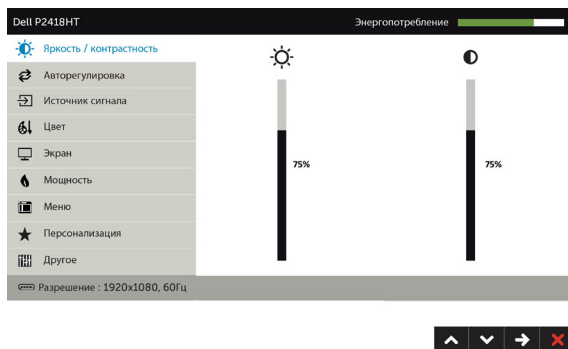 Dell P2418HT
Энергопотребление
Яркость / контрастность
Авторегулировка
Источник сигнала
Цвет
Экран
Мощность
Меню
Персонализация
Другое
75%
75%
Разрешение : 1920x1080, 60Гц